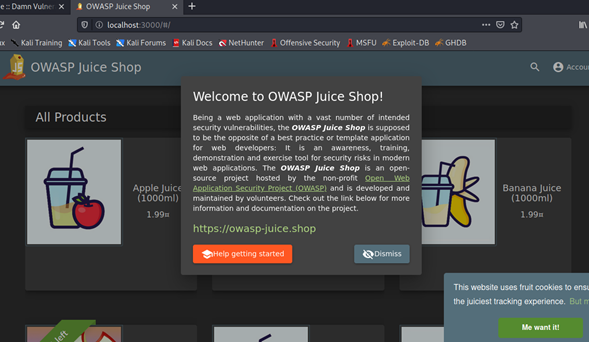 e :: Damn Vulner
OWASP Juice Shop
localhost:3000/#/
ux Kali Training Kali Tools Kali Forums Kali Docs NetHunter Offensive Security MSFU Exploit-DB GHDB
OWASP Juice Shop
Accou
All Products
Apple Juice
(1000ml)
1.99¤
Banana Juice
(1000ml)
1.99¤
Welcome to OWASP Juice Shop!
Being a web application with a vast number of intended
security vulnerabilities, the OWASP Juice Shop is supposed
to be the opposite of a best practice or template application
for web developers: It is an awareness, training,
demonstration and exercise tool for security risks in modern
web applications. The OWASP Juice Shop is an open-
source project hosted by the non-profit Open Web
Application Security Project (OWASP) and is developed and
maintained by volunteers. Check out the link below for more
information and documentation on the project.
https://owasp-juice.shop
Help getting started
Dismiss
This website uses fruit cookies to ensu
the juiciest tracking experience. But m
Me want it!
left